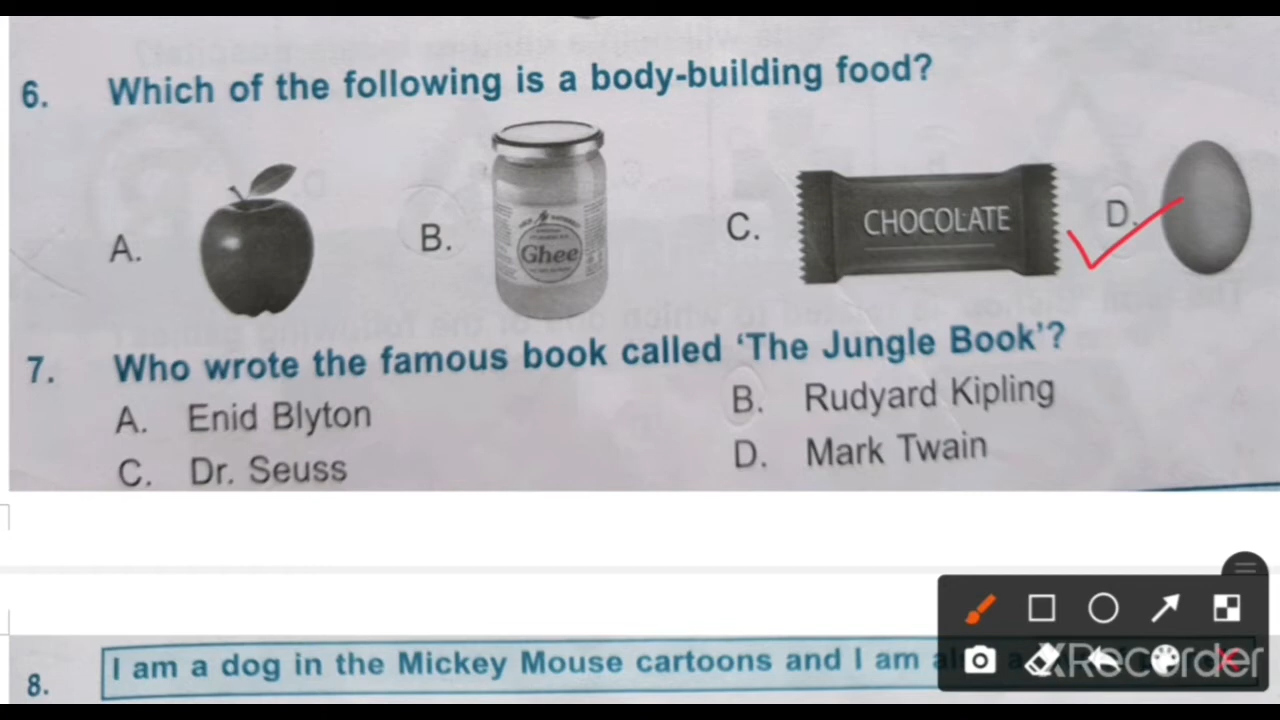 6. Which of the following is a body-building food?
A. B. Ghee C. CHOCOLATE D.
7. Who wrote the famous book called ‘The Jungle Book’?
A. Enid Blyton B. Rudyard Kipling
C. Dr. Seuss D. Mark Twain
8. I am a dog in the Mickey Mouse cartoons and I am
XRecorder